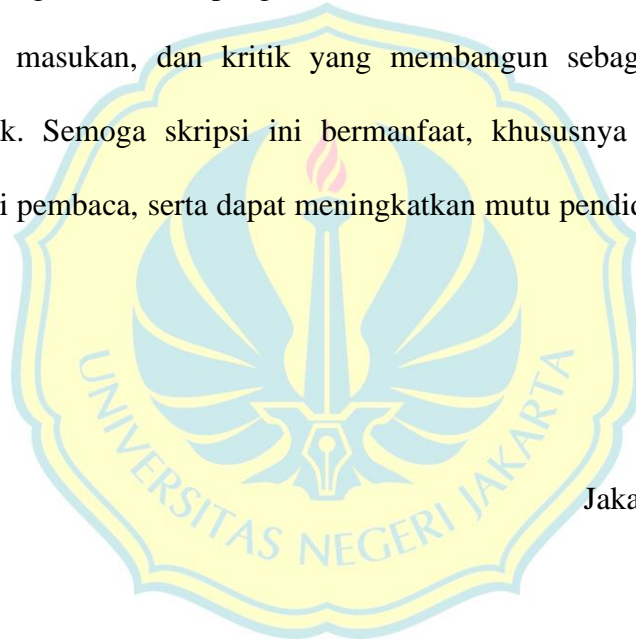 masukan, dan kritik yang membangun sebag
k. Semoga skripsi ini bermanfaat, khususnya
i pembaca, serta dapat meningkatkan mutu pendid
UNIVERSITAS NEGERI JAKARTA
Jaka